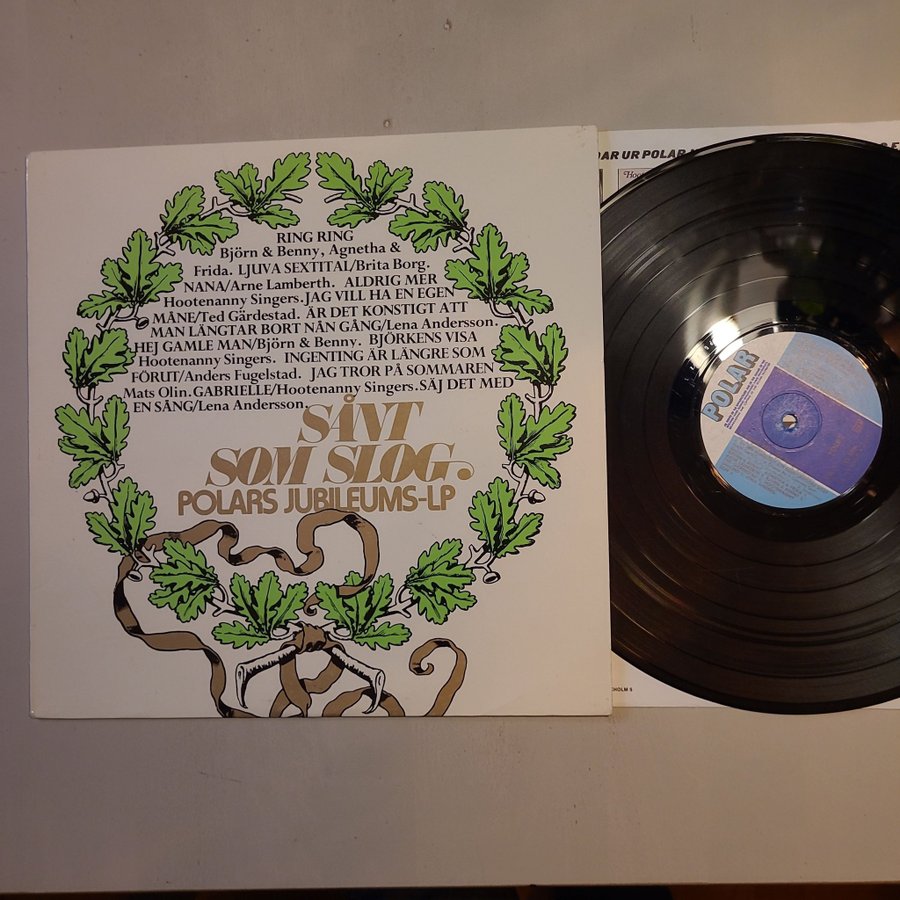 RING RING
Björn & Benny, Agnetha &
Frida. LJUVA SEXTITAL/Brita Borg.
NANA/Arne Lamberth. ALDRIG MER
Hootenanny Singers. JAG VILL HA EN EGEN
MÅNE/Ted Gärdestad. ÄR DET KONSTIGT ATT
MAN LÄNGTAR BORT NÅN GÅNG/Lena Andersson.
HEJ GAMLE MAN/Björn & Benny. BJÖRKENS VISA
Hootenanny Singers. INGENTING ÄR LÄNGRE SOM
FÖRUT/Anders Fugelstad. JAG TROR PÅ SOMMAREN
Mats Olin. GABRIELLE/Hootenanny Singers. SÄJ DET MED
EN SÅNG/Lena Andersson.
SÅNT
SOM SLOG.
POLARS JUBILEUMS-LP
UR POLAR
POLAR